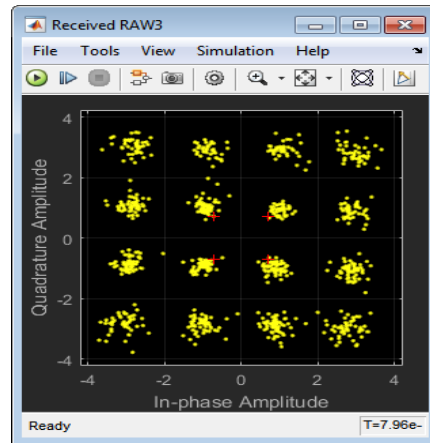 Received RAW3
File Tools View Simulation Help
4
2
0
-2
-4
Quadrature Amplitude
-4 -2 0 2 4
In-phase Amplitude
Ready T=7.96e-